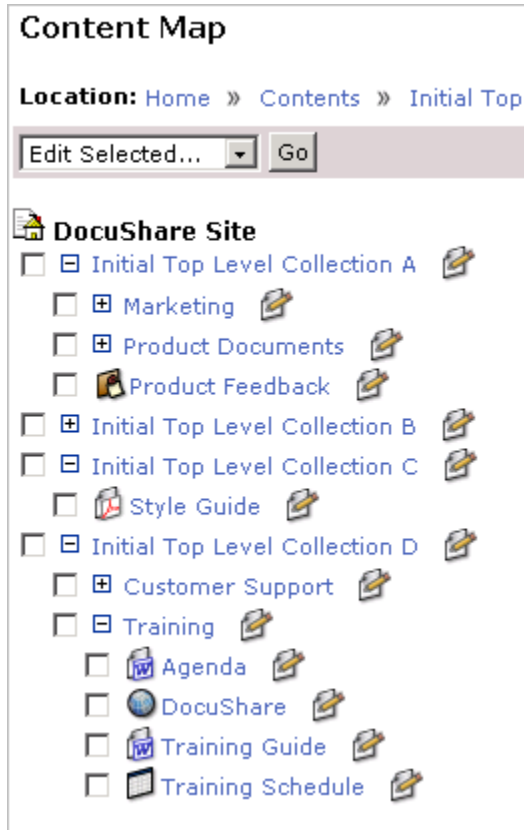 Content Map
Location: Home » Contents » Initial Top
Edit Selected... Go
DocuShare Site
Initial Top Level Collection A
Marketing
Product Documents
Product Feedback
Initial Top Level Collection B
Initial Top Level Collection C
Style Guide
Initial Top Level Collection D
Customer Support
Training
Agenda
DocuShare
Training Guide
Training Schedule